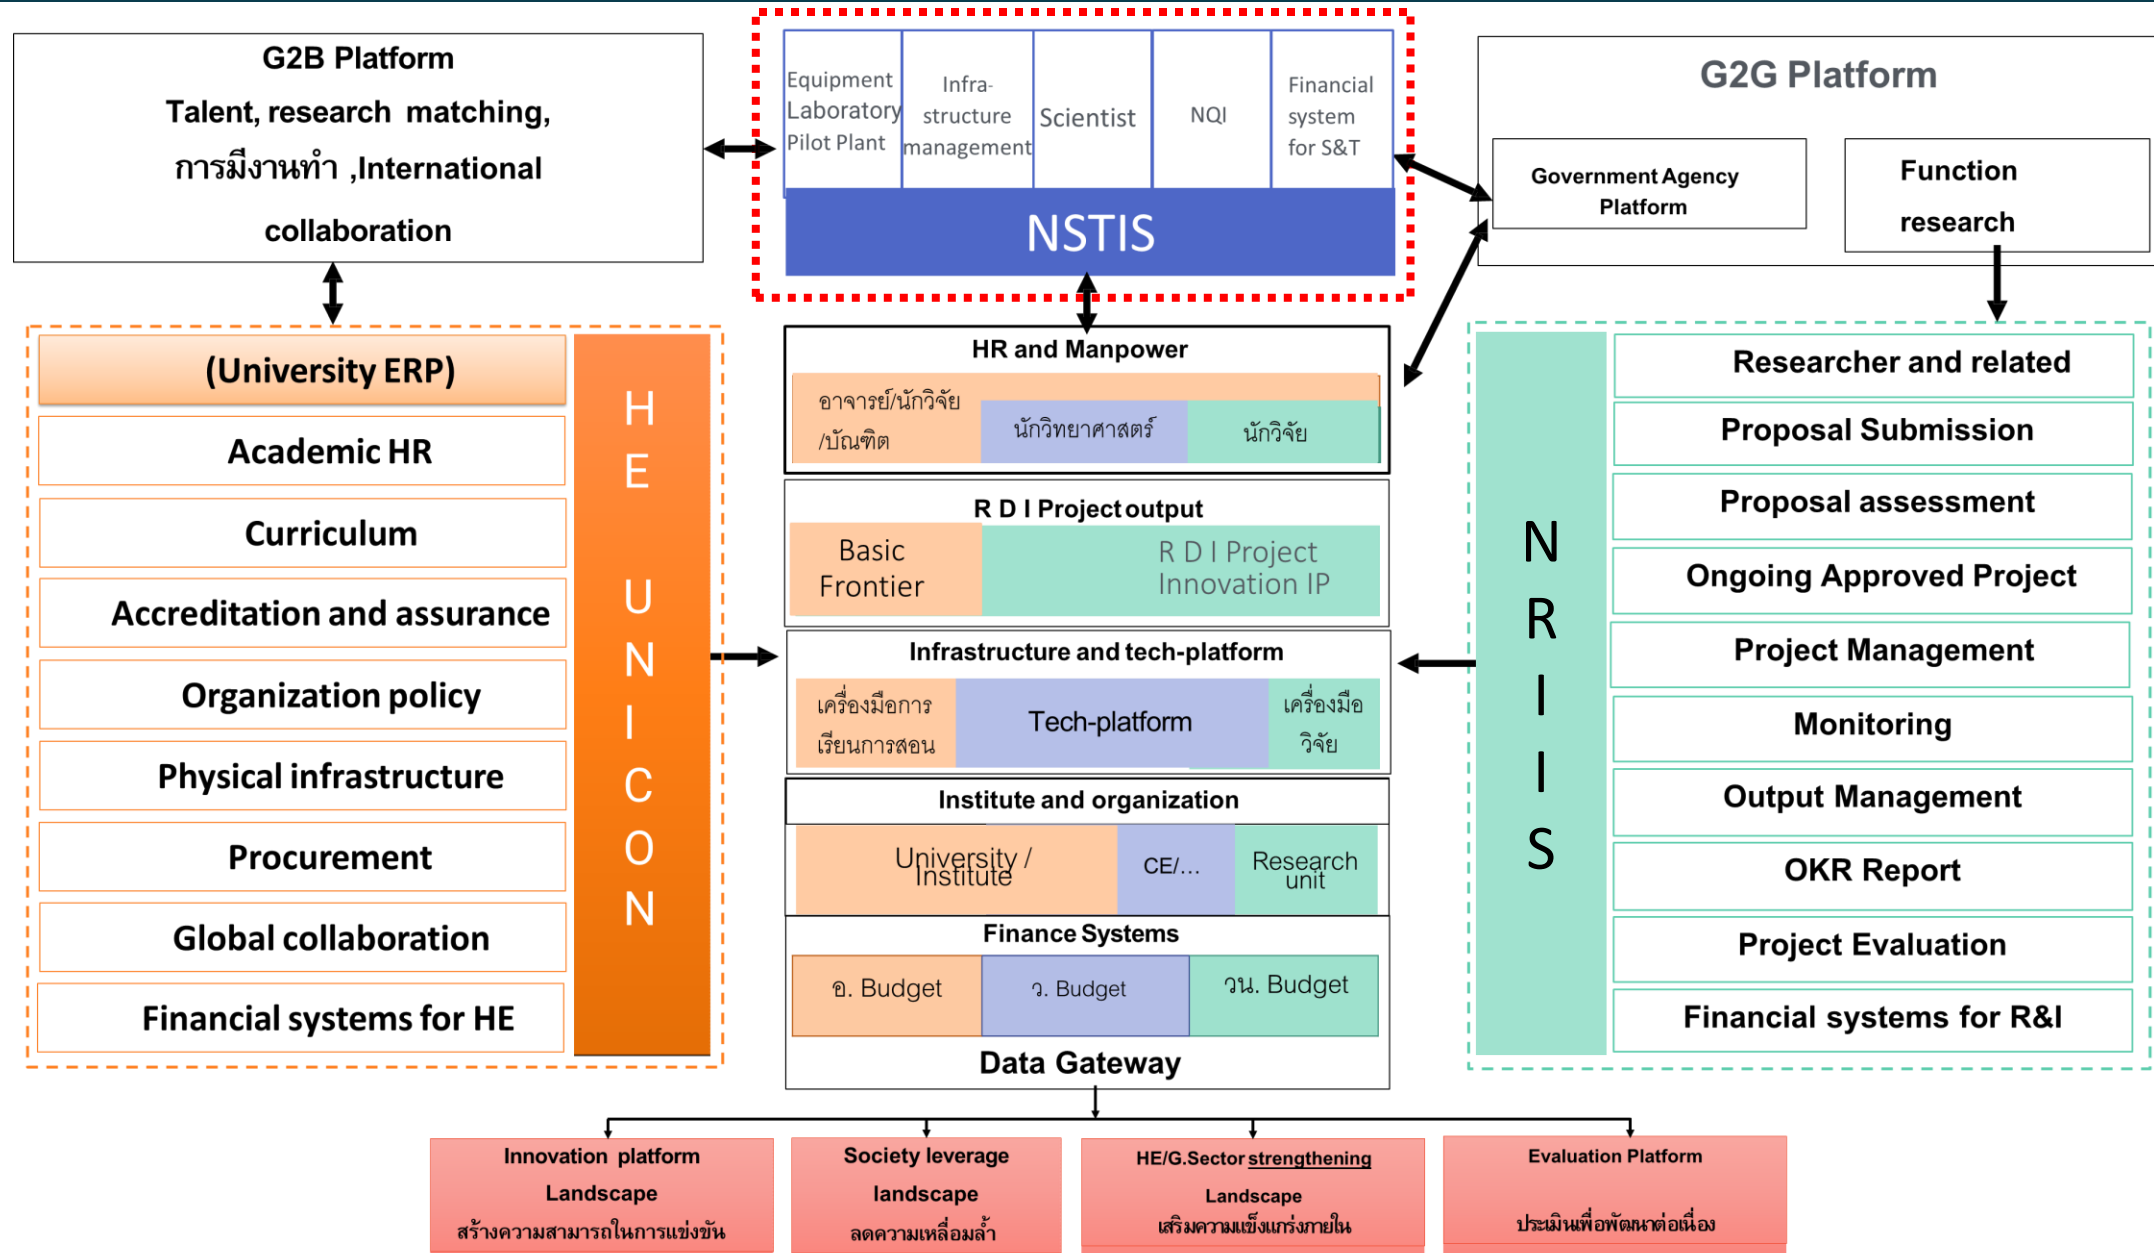 G2B Platform
Talent, research matching,
การมีงานทำ ,International
collaboration
Equipment
Laboratory
Pilot Plant
Infra-
structure
management
Scientist
NQI
Financial
system
for S&T
NSTIS
G2G Platform
Government Agency
Platform
Function
research
(University ERP)
Academic HR
Curriculum
Accreditation and assurance
Organization policy
Physical infrastructure
Procurement
Global collaboration
Financial systems for HE
H
E
U
N
I
C
O
N
HR and Manpower
อาจารย์/นักวิจัย
/บัณฑิต
นักวิทยาศาสตร์
นักวิจัย
R D I Project output
Basic
Frontier
R D I Project
Innovation IP
Infrastructure and tech-platform
เครื่องมือการ
เรียนการสอน
Tech-platform
เครื่องมือ
วิจัย
Institute and organization
University /
Institute
CE/...
Research
unit
Finance Systems
อ. Budget
ว. Budget
วน. Budget
Data Gateway
N
R
I
I
S
Researcher and related
Proposal Submission
Proposal assessment
Ongoing Approved Project
Project Management
Monitoring
Output Management
OKR Report
Project Evaluation
Financial systems for R&I
Innovation platform
Landscape
สร้างความสามารถในการแข่งขัน
Society leverage
landscape
ลดความเหลื่อมล้ำ
HE/G.Sector strengthening
Landscape
เสริมความแข็งแกร่งภายใน
Evaluation Platform
ประเมินเพื่อพัฒนาต่อเนื่อง